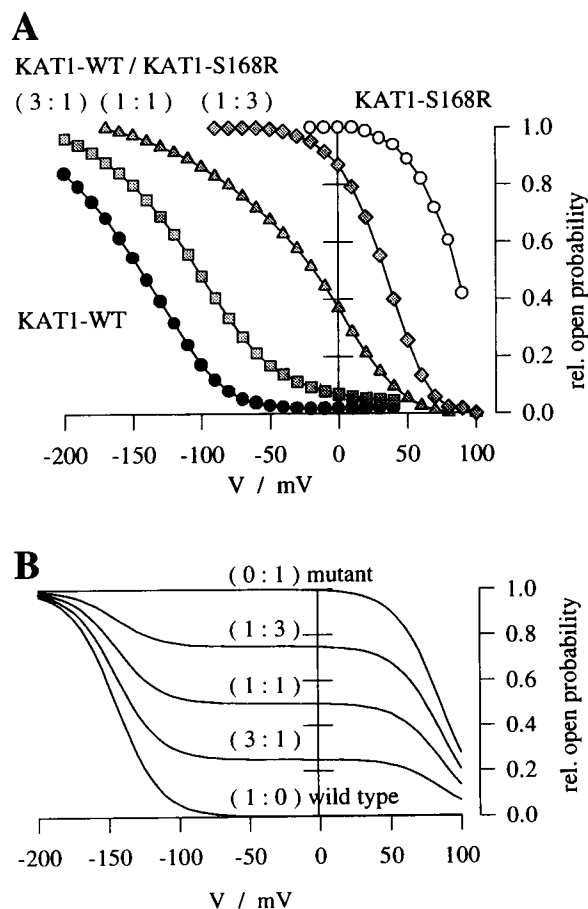 A
KAT1-WT / KAT1-S168R
( 3 : 1 ) ( 1 : 1 ) ( 1 : 3 ) KAT1-S168R
KAT1-WT
1.0
0.8
0.6
0.4
0.2
0.0
rel. open probability
-200 -150 -100 -50 0 50 100
V / mV
B
( 0 : 1 ) mutant
( 1 : 3 )
( 1 : 1 )
( 3 : 1 )
( 1 : 0 ) wild type
1.0
0.8
0.6
0.4
0.2
0.0
rel. open probability
-200 -150 -100 -50 0 50 100
V / mV